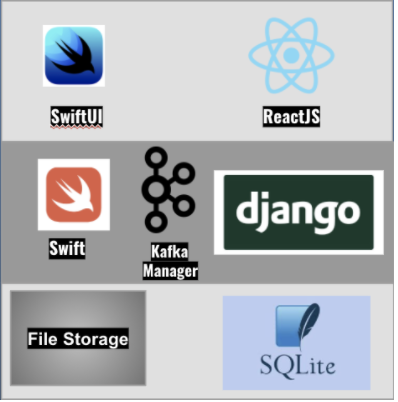 SwiftUI
ReactJS
django
Swift
Kafka
Manager
File Storage
SQLite